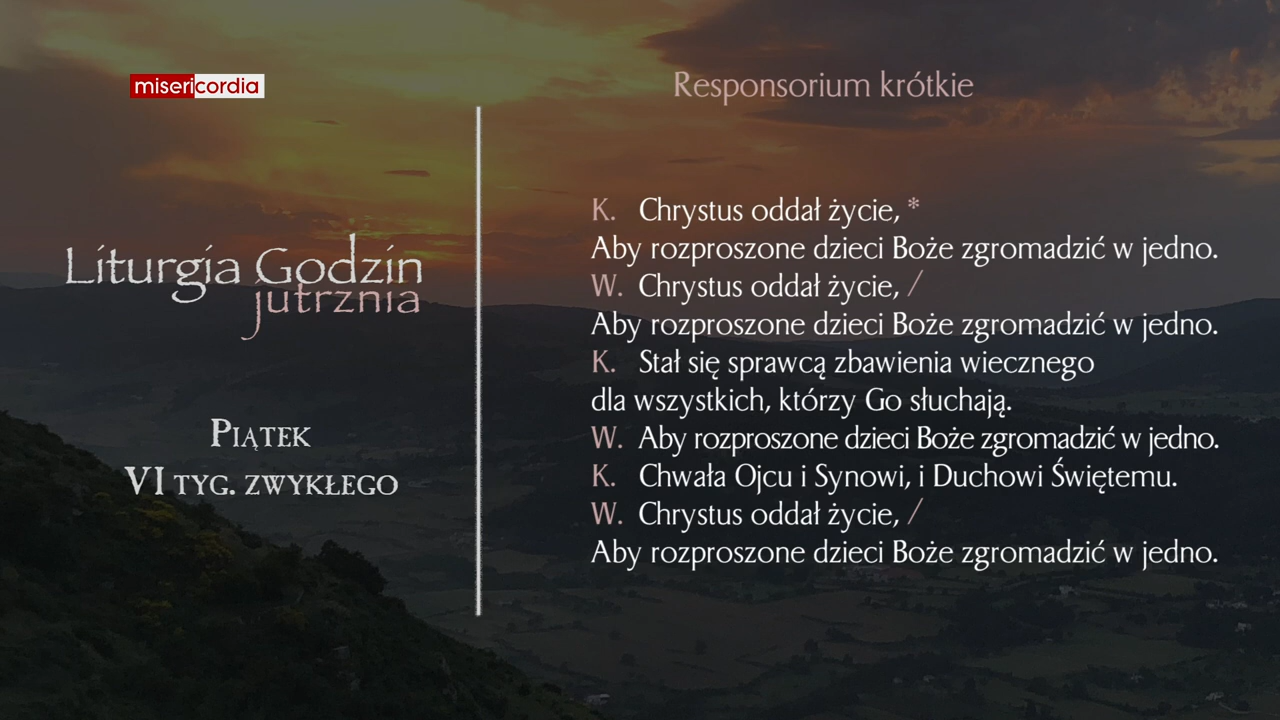 misericordia
Liturgia Godzin
jutrznia
Piątek
VI tyg. zwykłego
Responsorium krótkie
K. Chrystus oddał życie, *
Aby rozproszone dzieci Boże zgromadzić w jedno.
W. Chrystus oddał życie, /
Aby rozproszone dzieci Boże zgromadzić w jedno.
K. Stał się sprawcą zbawienia wiecznego
dla wszystkich, którzy Go słuchają.
W. Aby rozproszone dzieci Boże zgromadzić w jedno.
K. Chwała Ojcu i Synowi, i Duchowi Świętemu.
W. Chrystus oddał życie, /
Aby rozproszone dzieci Boże zgromadzić w jedno.